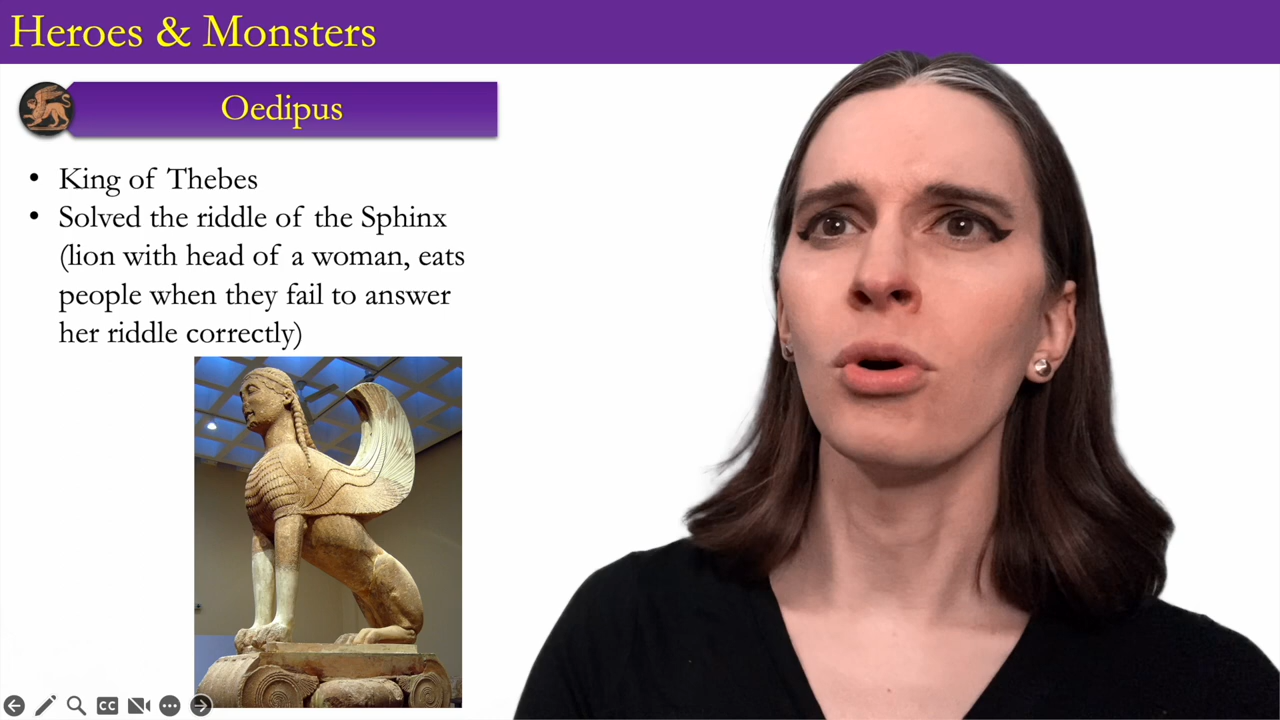 Heroes & Monsters
Oedipus
• King of Thebes
• Solved the riddle of the Sphinx
(lion with head of a woman, eats
people when they fail to answer
her riddle correctly)
CC